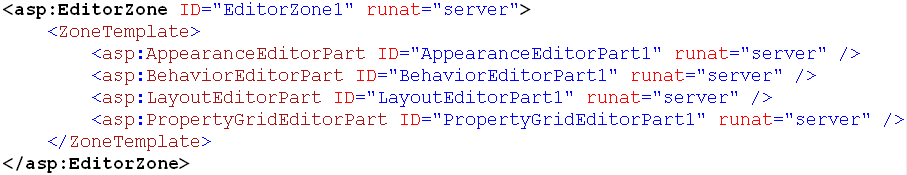 <asp:EditorZone ID="EditorZone1" runat="server">
<ZoneTemplate>
<asp:AppearanceEditorPart ID="AppearanceEditorPart1" runat="server" />
<asp:BehaviorEditorPart ID="BehaviorEditorPart1" runat="server" />
<asp:LayoutEditorPart ID="LayoutEditorPart1" runat="server" />
<asp:PropertyGridEditorPart ID="PropertyGridEditorPart1" runat="server" />
</ZoneTemplate>
</asp:EditorZone>